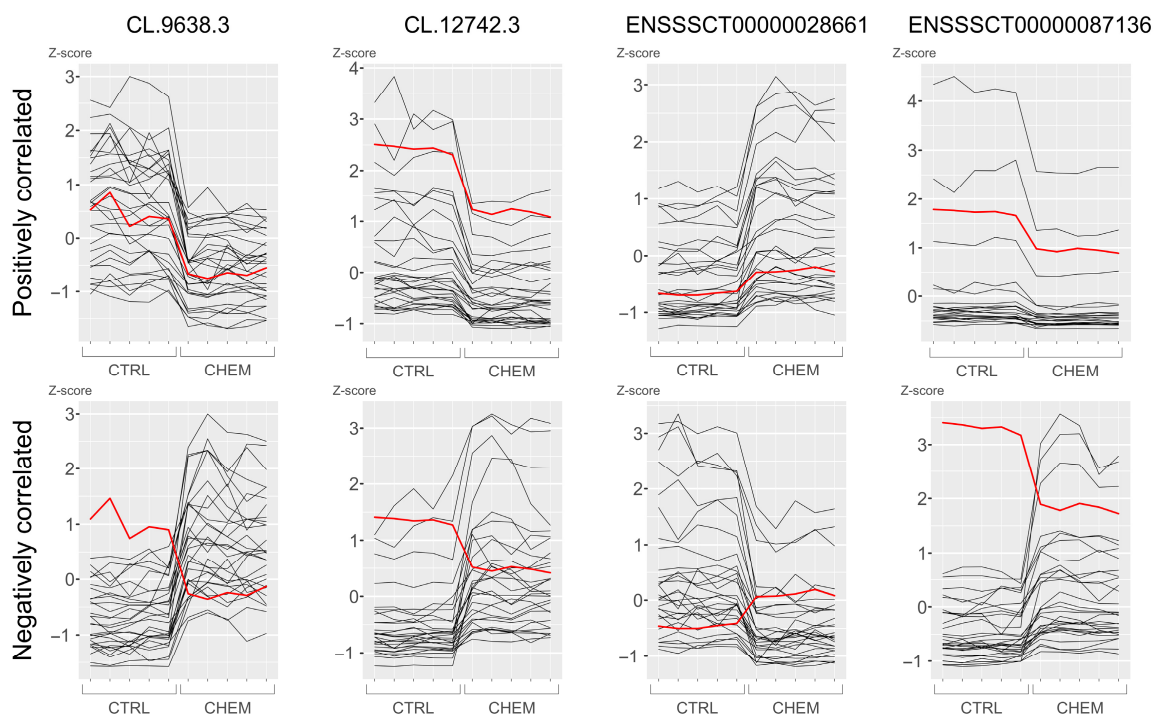 CL.9638.3 CL.12742.3 ENSSSCT00000028661 ENSSSCT00000087136
Positively correlated
Z-score Z-score Z-score Z-score
3 4 3 4
2 3 2 3
1 2 1 2
0 1 0 1
−1 0 −1 0
−1
CTRL CHEM CTRL CHEM CTRL CHEM CTRL CHEM
Negatively correlated
Z-score Z-score Z-score Z-score
3 3 3 3
2 2 2 2
1 1 1 1
0 0 0 0
−1 −1 −1 −1
CTRL CHEM CTRL CHEM CTRL CHEM CTRL CHEM